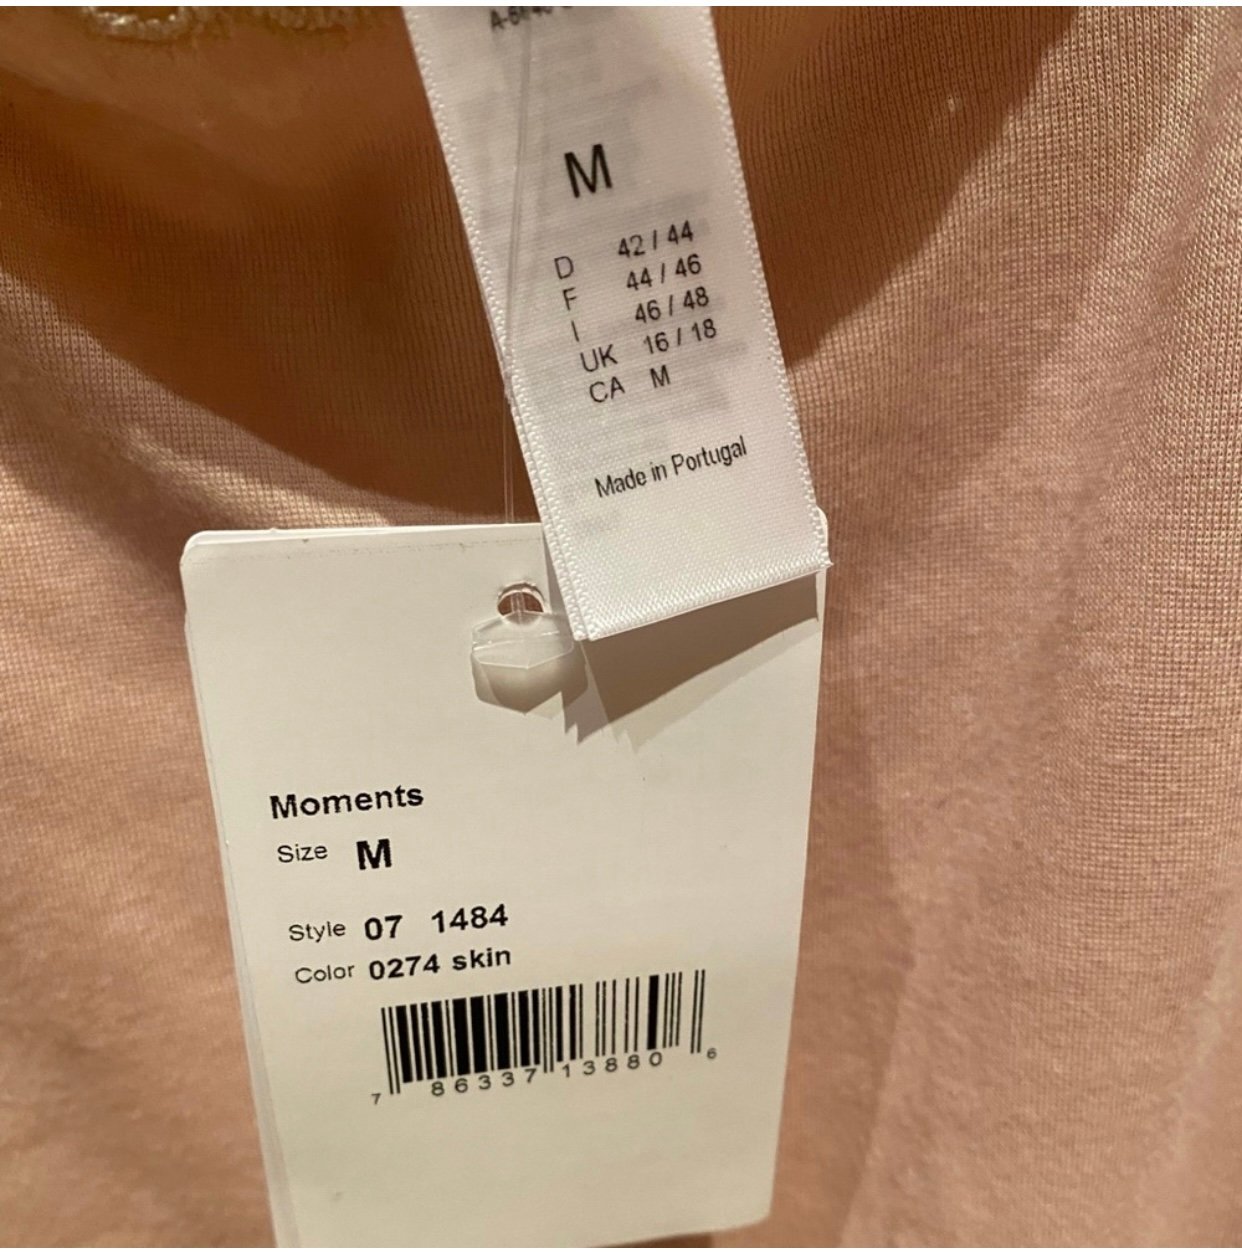 M
D 42 / 44
F 44 / 46
I 46 / 48
UK 16 / 18
CA M
Made in Portugal
Moments
Size M
Style 07 1484
Color 0274 skin
7 86337 13880 6